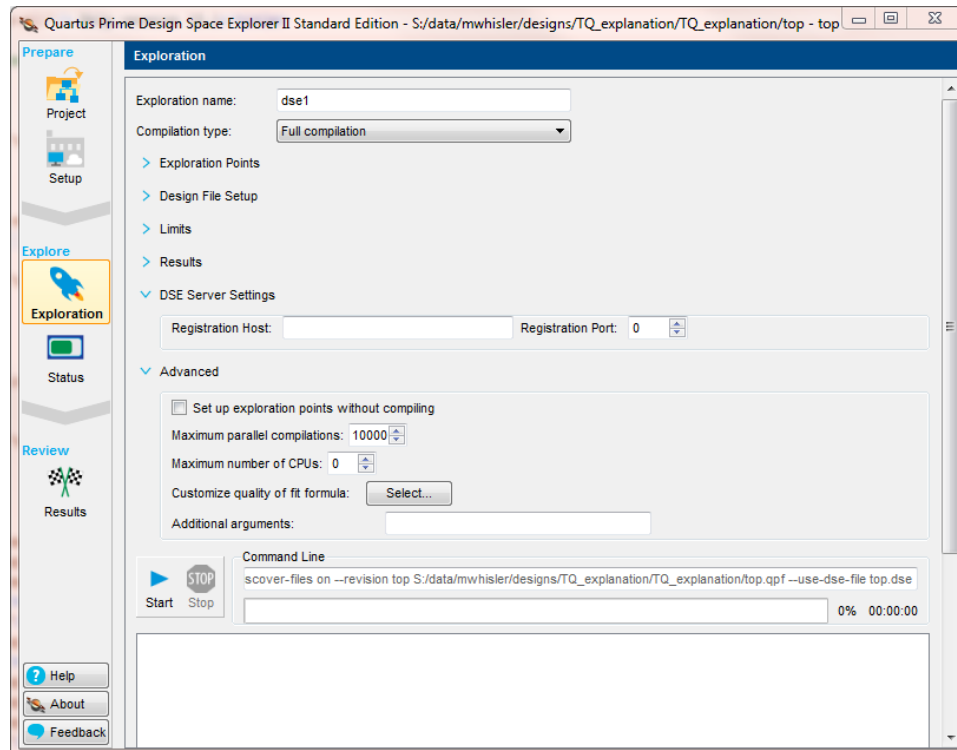 Quartus Prime Design Space Explorer II Standard Edition - S:/data/mwhisler/designs/TQ_explanation/TQ_explanation/top - top
Prepare
Project
Setup
Explore
Exploration
Status
Review
Results
Help
About
Feedback
Exploration
Exploration name: dse1
Compilation type: Full compilation
Exploration Points
Design File Setup
Limits
Results
DSE Server Settings
Registration Host: Registration Port: 0
Advanced
Set up exploration points without compiling
Maximum parallel compilations: 10000
Maximum number of CPUs: 0
Customize quality of fit formula: Select...
Additional arguments:
Command Line
STOP
Start Stop
scover-files on --revision top S:/data/mwhisler/designs/TQ_explanation/TQ_explanation/top.qpf --use-dse-file top.dse
0% 00:00:00